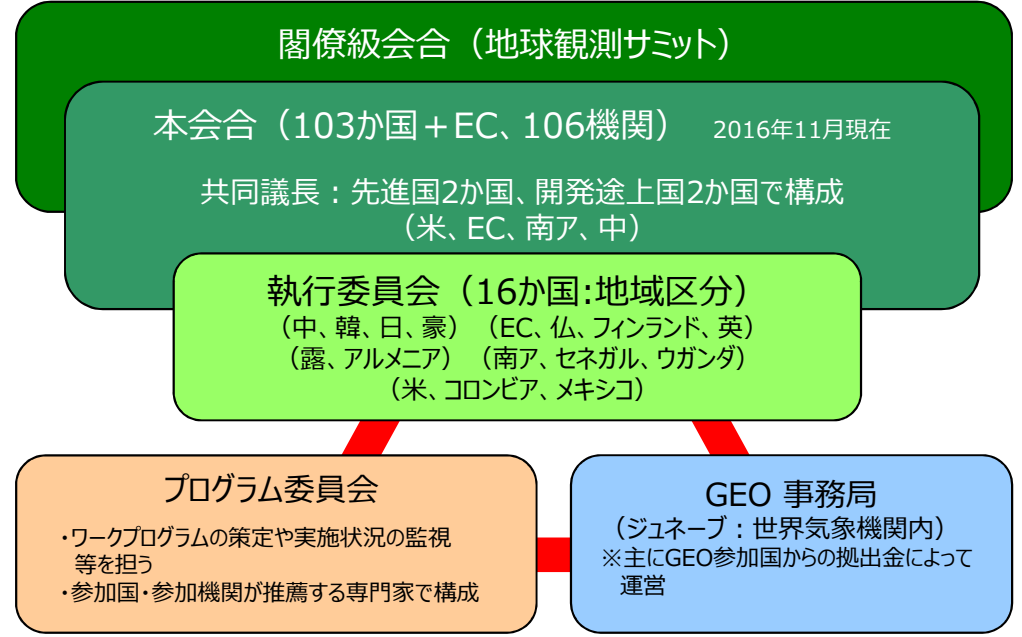 閣僚級会合（地球観測サミット）
本会合（103か国＋EC、106機関） 2016年11月現在
共同議長：先進国2か国、開発途上国2か国で構成
（米、EC、南ア、中）
執行委員会（16か国:地域区分）
（中、韓、日、豪）（EC、仏、フィンランド、英）
（露、アルメニア）（南ア、セネガル、ウガンダ）
（米、コロンビア、メキシコ）
プログラム委員会
・ワークプログラムの策定や実施状況の監視
等を担う
・参加国・参加機関が推薦する専門家で構成
GEO 事務局
（ジュネーブ：世界気象機関内）
※主にGEO参加国からの拠出金によって
運営